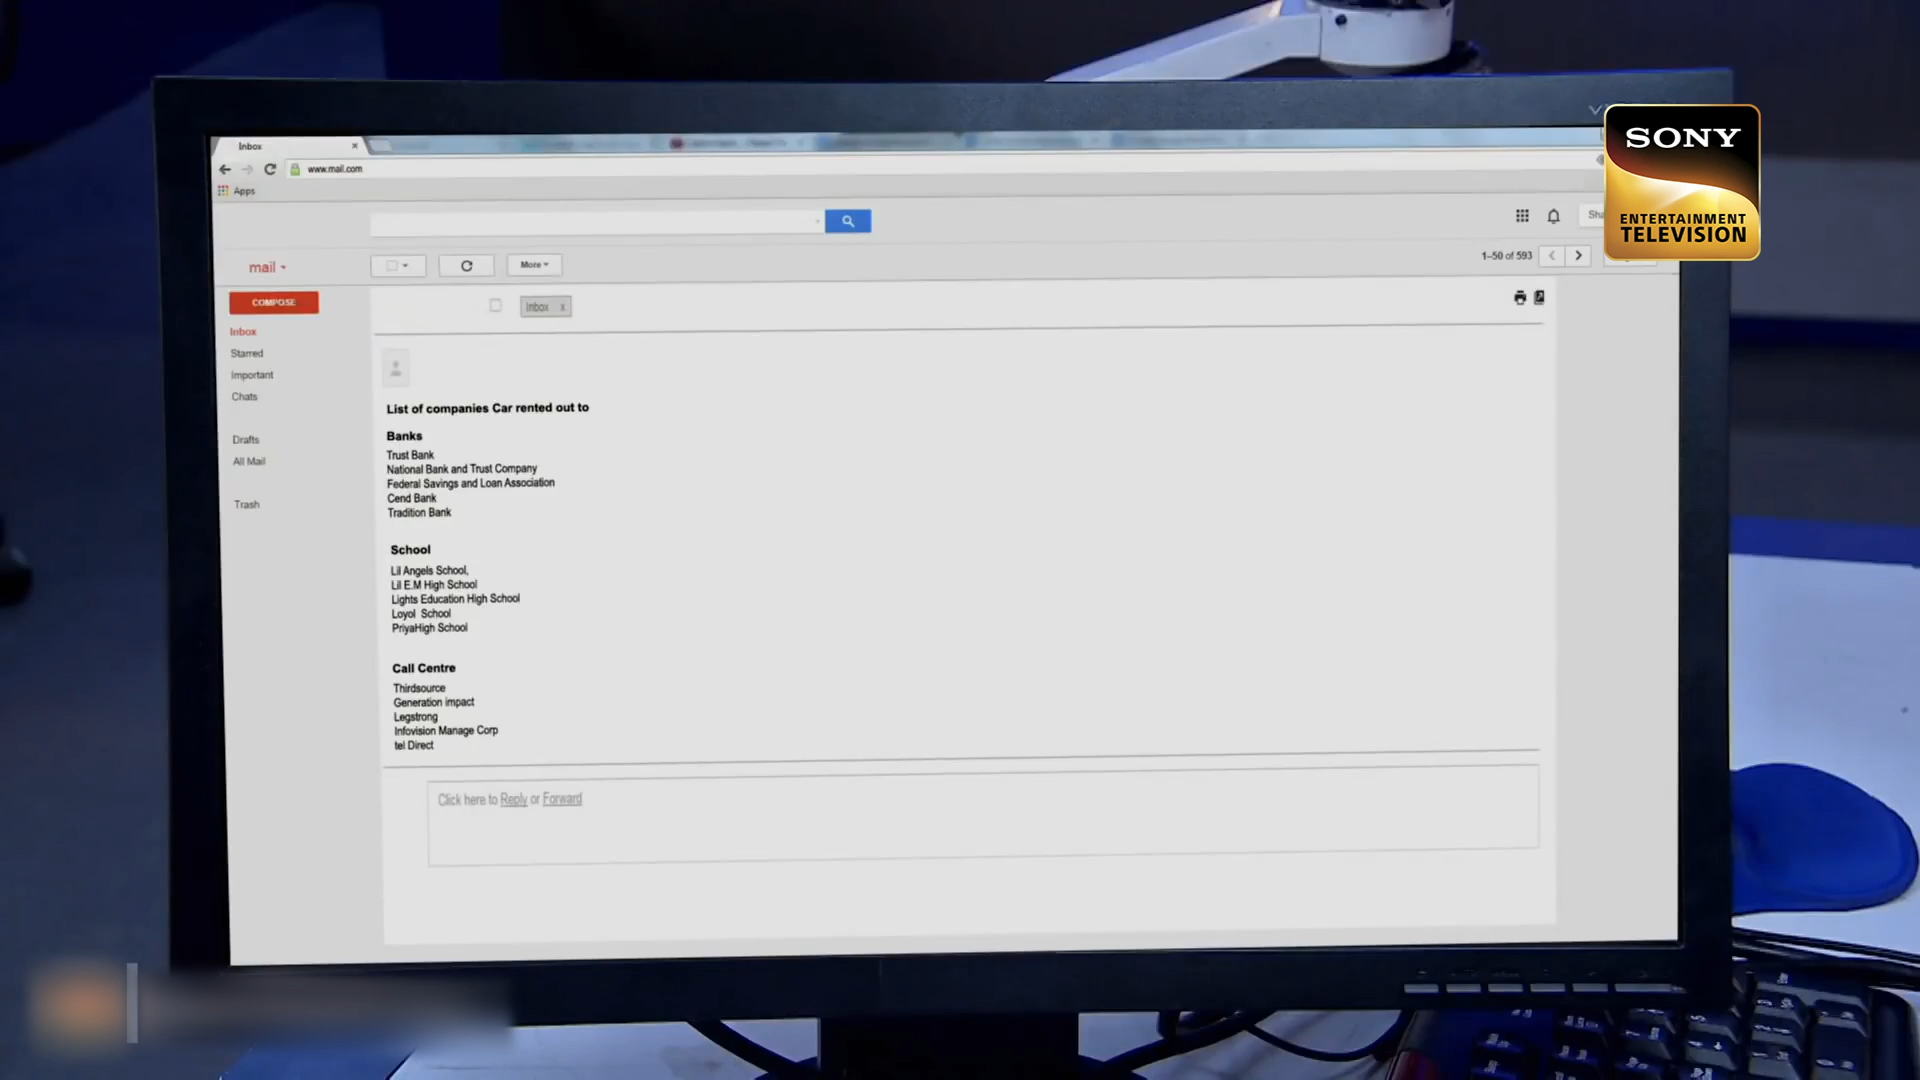 SONY
ENTERTAINMENT
TELEVISION
Inbox
www.mail.com
Apps
mail
More
1–50 of 593
COMPOSE
Inbox x
Inbox
Starred
Important
Chats
Drafts
All Mail
Trash
List of companies Car rented out to
Banks
Trust Bank
National Bank and Trust Company
Federal Savings and Loan Association
Cend Bank
Tradition Bank
School
Lil Angels School,
Lil E.M High School
Lights Education High School
Loyol School
PriyaHigh School
Call Centre
Thirdsource
Generation impact
Legstrong
Infovision Manage Corp
tel Direct
Click here to Reply or Forward